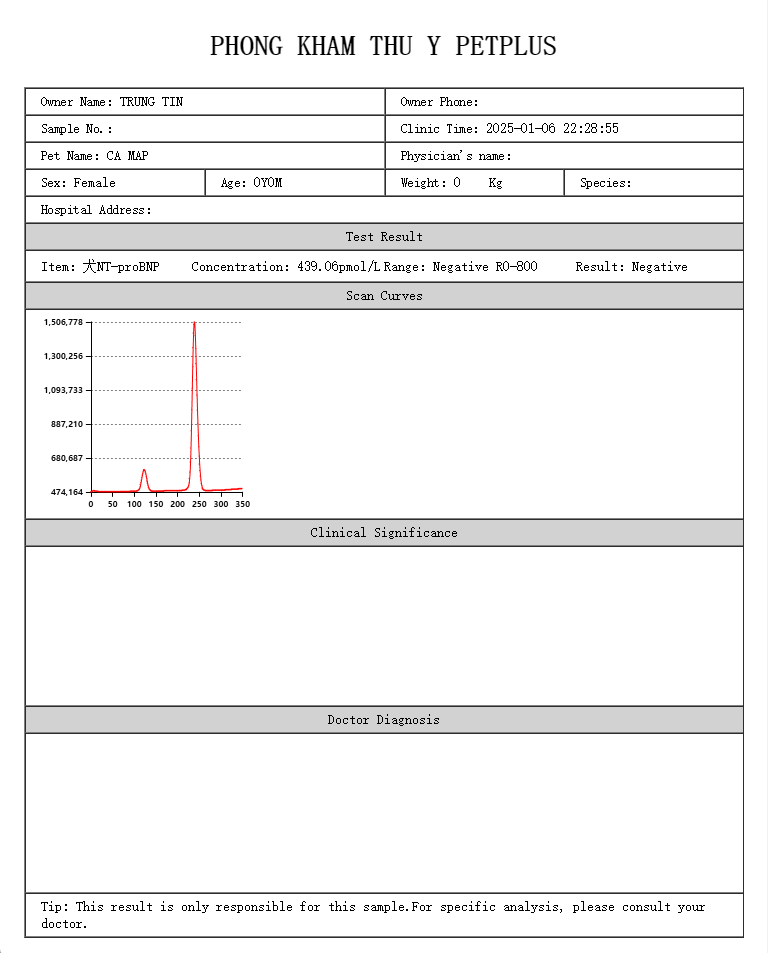 PHONG KHAM THU Y PETPLUS
Owner Name: TRUNG TIN Owner Phone:
Sample No.: Clinic Time: 2025-01-06 22:28:55
Pet Name: CA MAP Physician's name:
Sex: Female Age: 0Y0M Weight: 0 Kg Species:
Hospital Address:
Test Result
Item: 犬NT-proBNP Concentration: 439.06pmol/L Range: Negative R0-800 Result: Negative
Scan Curves
1,506,778
1,300,256
1,093,733
887,210
680,687
474,164
0 50 100 150 200 250 300 350
Clinical Significance
Doctor Diagnosis
Tip: This result is only responsible for this sample.For specific analysis, please consult your
doctor.